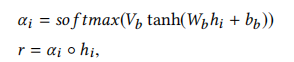 αᵢ = softmax(V_b tanh(W_b hᵢ + b_b))
r = αᵢ ∘ hᵢ,